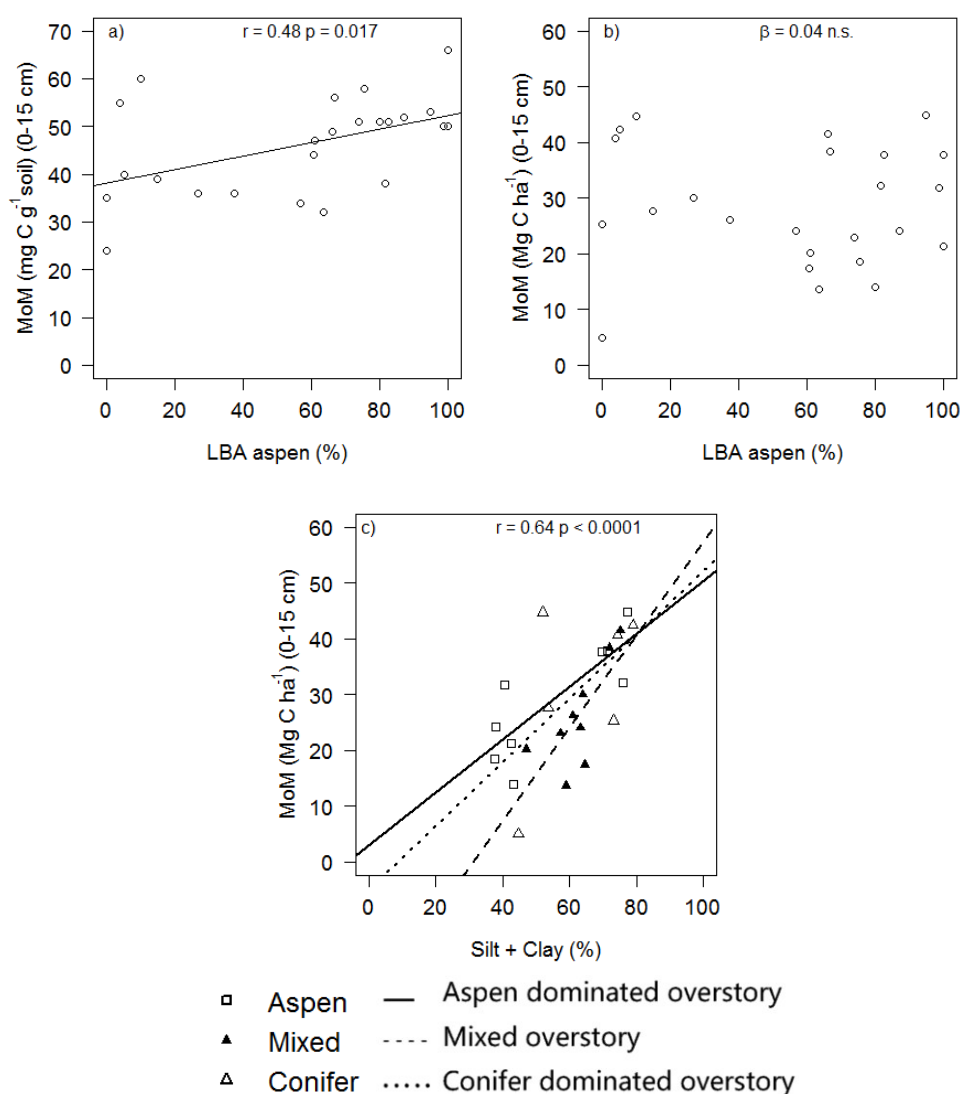 a) r = 0.48 p = 0.017
MoM (mg C g⁻¹ soil) (0-15 cm)
70
60
50
40
30
20
10
0
0 20 40 60 80 100
LBA aspen (%)
b) β = 0.04 n.s.
MoM (Mg C ha⁻¹) (0-15 cm)
60
50
40
30
20
10
0
0 20 40 60 80 100
LBA aspen (%)
c) r = 0.64 p < 0.0001
MoM (Mg C ha⁻¹) (0-15 cm)
60
50
40
30
20
10
0
0 20 40 60 80 100
Silt + Clay (%)
Aspen Aspen dominated overstory
Mixed Mixed overstory
Conifer Conifer dominated overstory